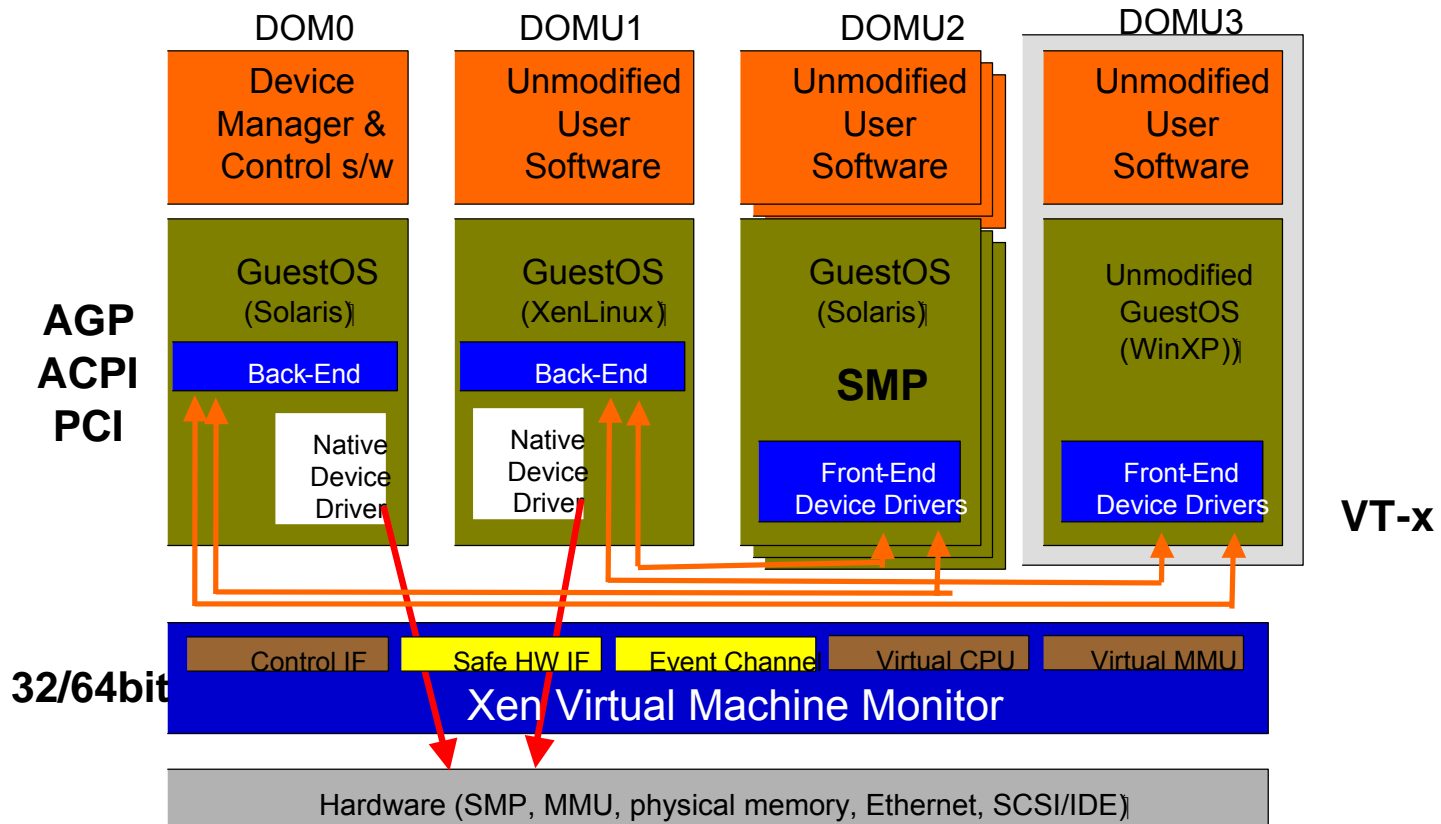 DOM0
DOMU1
DOMU2
DOMU3
Device
Manager &
Control s/w
Unmodified
User
Software
Unmodified
User
Software
Unmodified
User
Software
GuestOS
(Solaris)
GuestOS
(XenLinux)
GuestOS
(Solaris)
Unmodified
GuestOS
(WinXP))
AGP
ACPI
PCI
Back-End
Back-End
SMP
Native
Device
Driver
Native
Device
Driver
Front-End
Device Drivers
Front-End
Device Drivers
VT-x
32/64bit
Control IF
Safe HW IF
Event Channel
Virtual CPU
Virtual MMU
Xen Virtual Machine Monitor
Hardware (SMP, MMU, physical memory, Ethernet, SCSI/IDE)